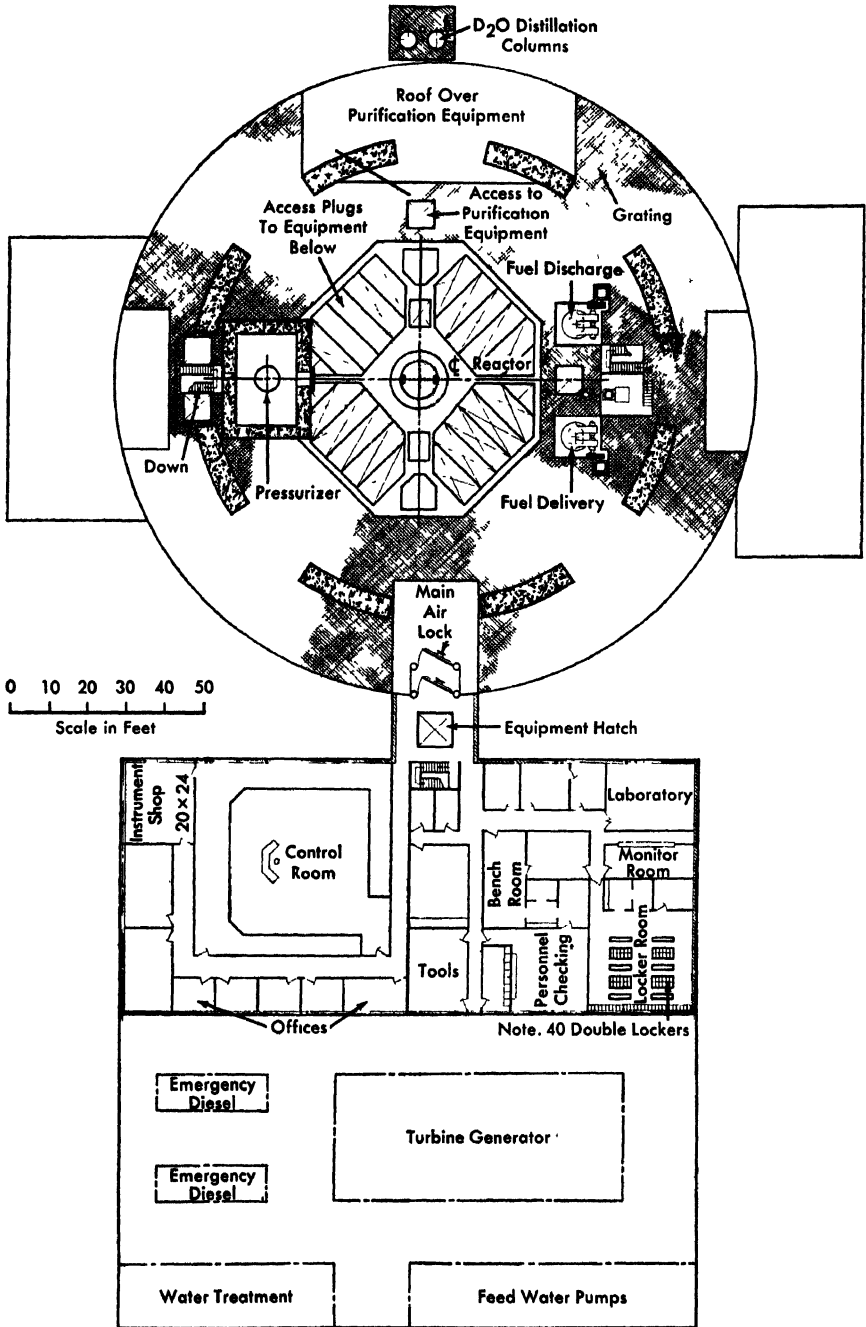 D2O Distillation
Columns
Roof Over
Purification Equipment
Access Plugs
To Equipment
Below
Access to
Purification
Equipment
Grating
Fuel Discharge
℄ Reactor
Down
Pressurizer
Fuel Delivery
Main
Air
Lock
0 10 20 30 40 50
Scale in Feet
Equipment Hatch
Instrument
Shop
20 × 24
Control
Room
Laboratory
Monitor
Room
Bench
Room
Locker Room
Tools
Personnel
Checking
Offices
Note. 40 Double Lockers
Emergency
Diesel
Turbine Generator
Emergency
Diesel
Water Treatment
Feed Water Pumps